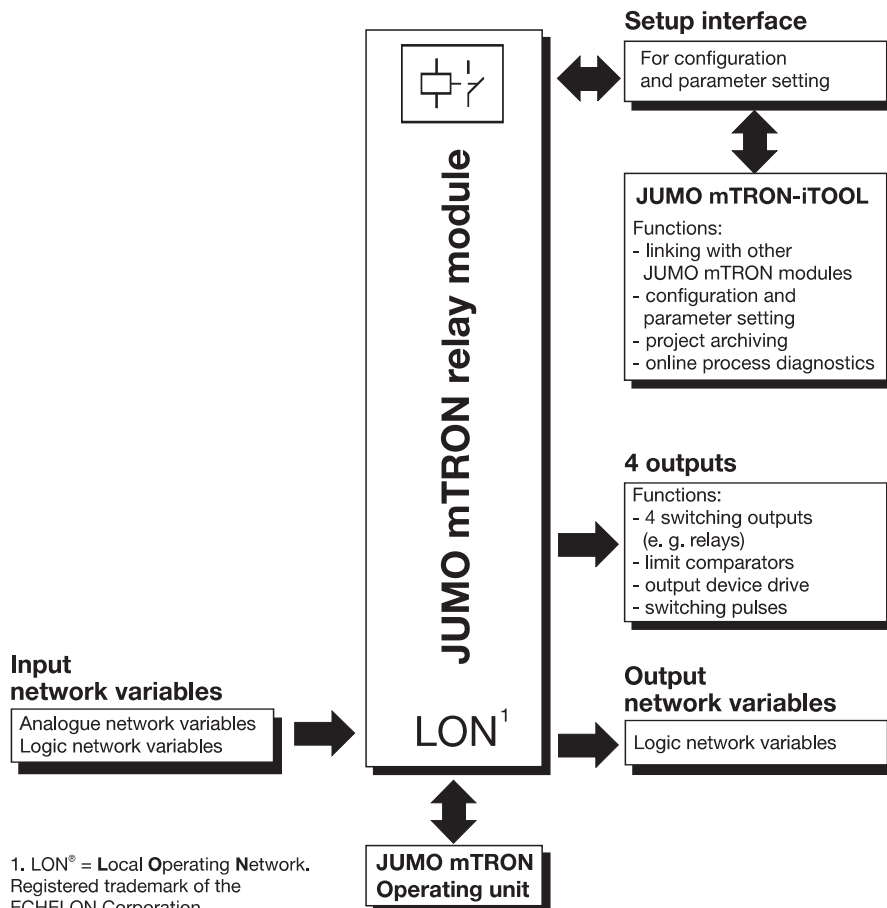 Setup interface
For configuration
and parameter setting
JUMO mTRON-iTOOL
Functions:
- linking with other
JUMO mTRON modules
- configuration and
parameter setting
- project archiving
- online process diagnostics
JUMO mTRON relay module
4 outputs
Functions:
- 4 switching outputs
(e. g. relays)
- limit comparators
- output device drive
- switching pulses
Input
network variables
Analogue network variables
Logic network variables
LON¹
Output
network variables
Logic network variables
JUMO mTRON
Operating unit
1. LON® = Local Operating Network.
Registered trademark of the
ECHELON Corporation